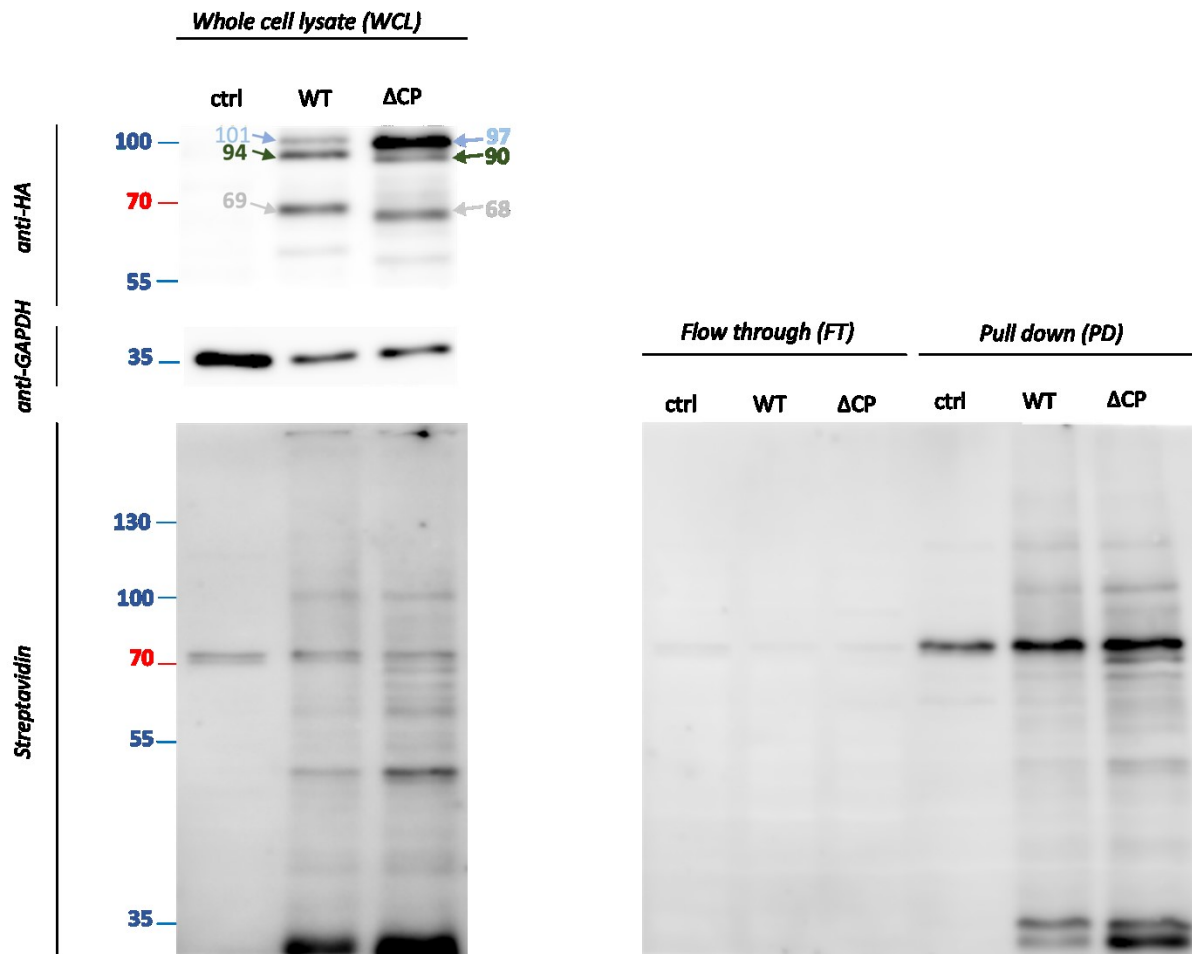 Whole cell lysate (WCL)
ctrl WT ΔCP
anti-HA
100
101
97
94
90
70
69
68
55
anti-GAPDH
35
Flow through (FT) Pull down (PD)
ctrl WT ΔCP ctrl WT ΔCP
Streptavidin
130
100
70
55
35